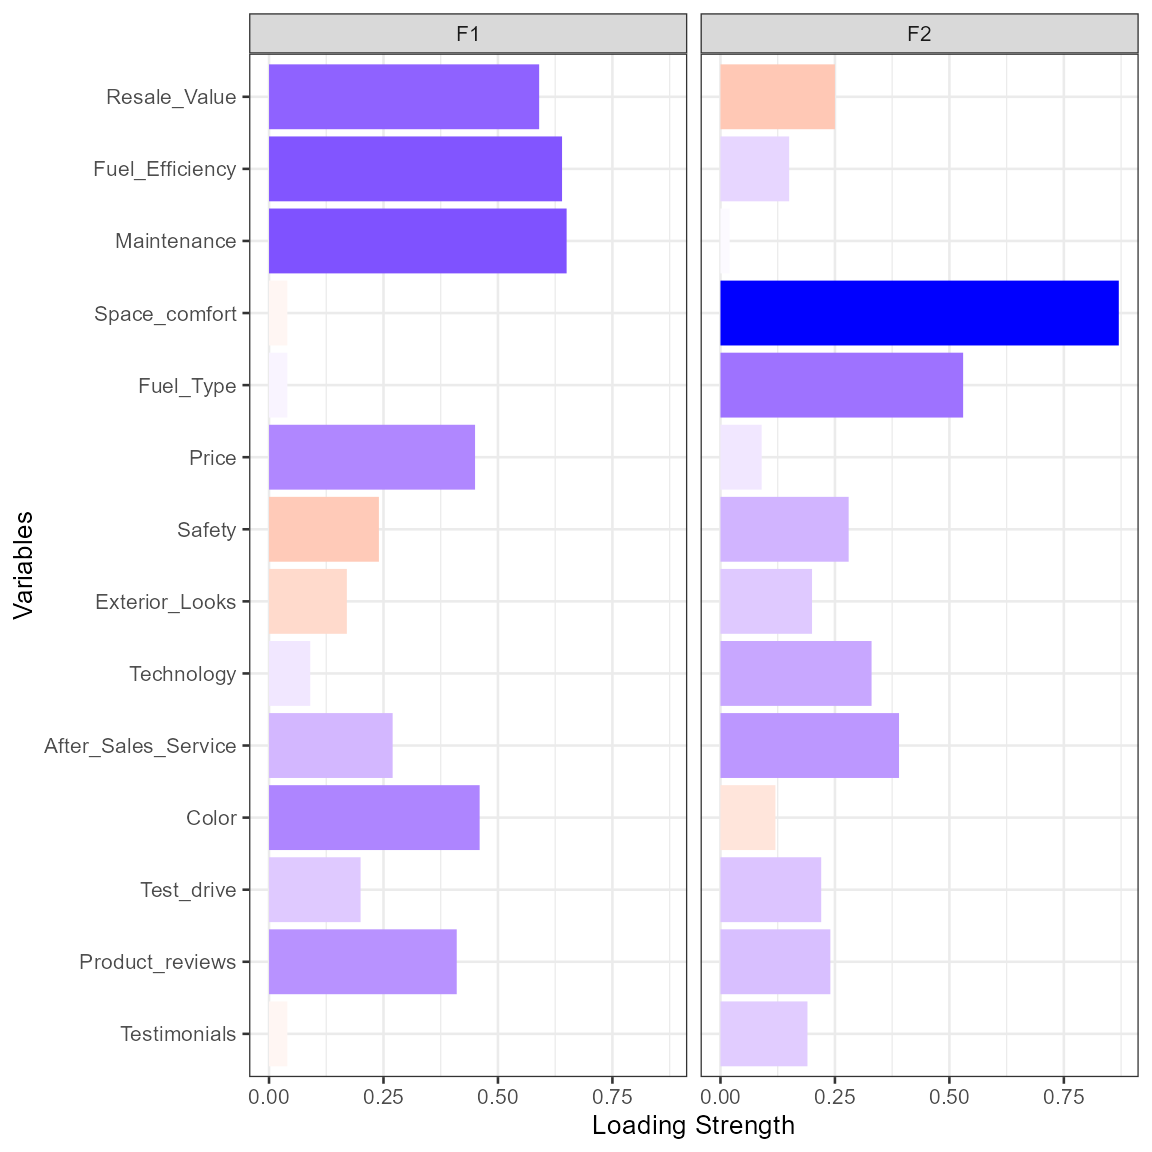 F1
F2
Resale_Value
Fuel_Efficiency
Maintenance
Space_comfort
Fuel_Type
Price
Safety
Exterior_Looks
Technology
After_Sales_Service
Color
Test_drive
Product_reviews
Testimonials
Variables
0.00 0.25 0.50 0.75
0.00 0.25 0.50 0.75
Loading Strength